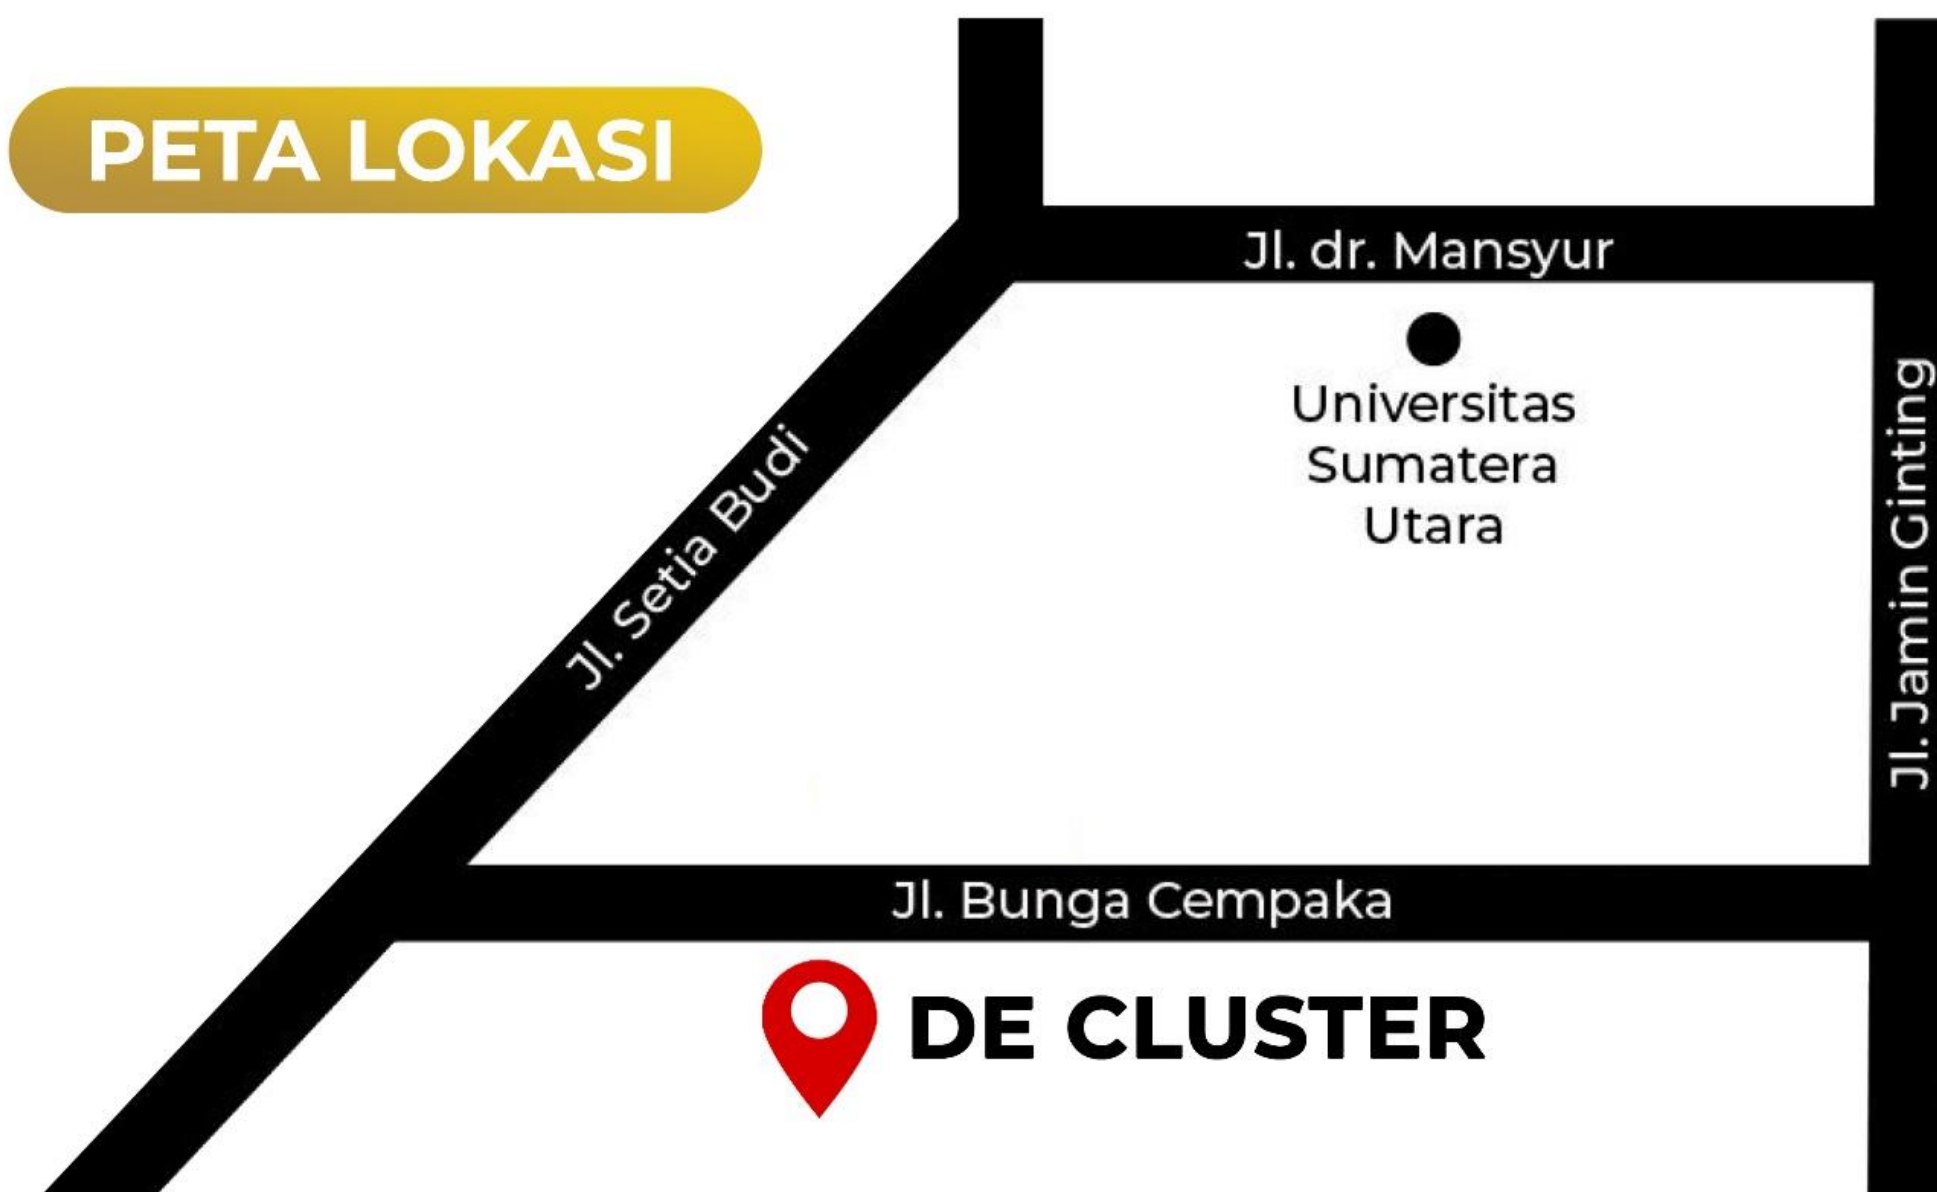 PETA LOKASI
Jl. dr. Mansyur
Universitas
Sumatera
Utara
Jl. Setia Budi
Jl. Jamin Ginting
Jl. Bunga Cempaka
DE CLUSTER